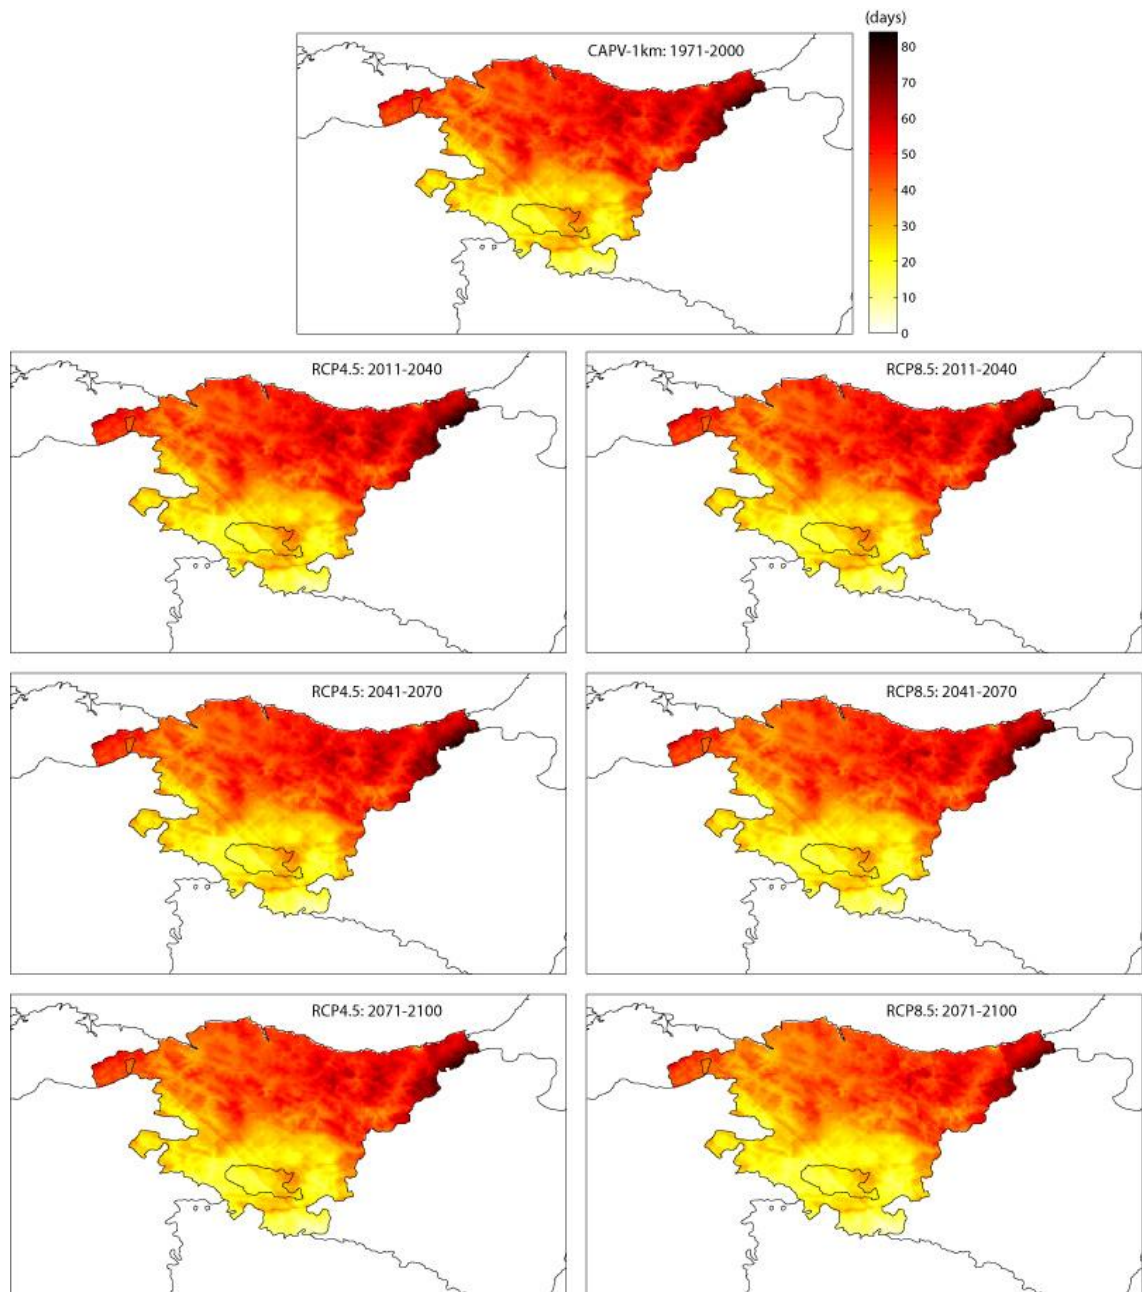 (days)
CAPV-1km: 1971-2000
80
70
60
50
40
30
20
10
0
RCP4.5: 2011-2040
RCP8.5: 2011-2040
RCP4.5: 2041-2070
RCP8.5: 2041-2070
RCP4.5: 2071-2100
RCP8.5: 2071-2100